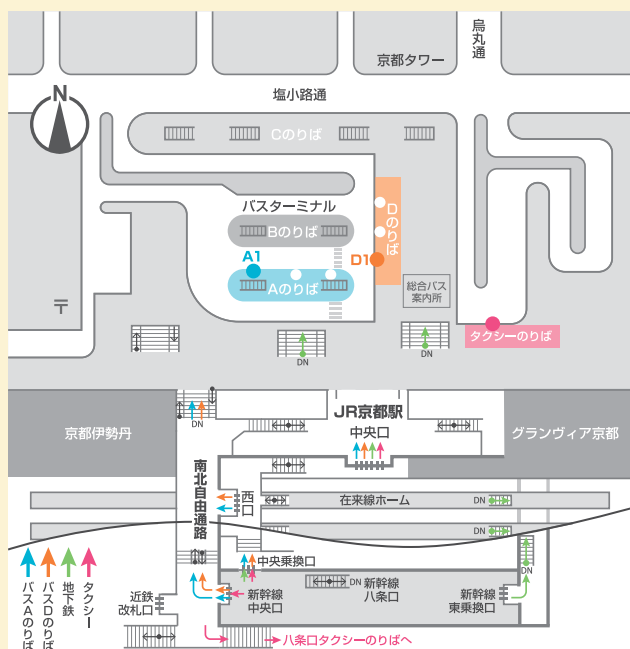 烏丸通
京都タワー
塩小路通
N
Cのりば
バスターミナル
Bのりば
Dのりば
A1
D1
Aのりば
総合バス
案内所
〒
タクシーのりば
DN
DN
京都伊勢丹
DN
JR京都駅
中央口
グランヴィア京都
南北自由通路
西口
在来線ホーム
DN
DN
中央乗換口
バスAのりば
バスDのりば
地下鉄
タクシー
近鉄
改札口
新幹線
中央口
DN
新幹線
八条口
新幹線
東乗換口
DN
八条口タクシーのりばへ